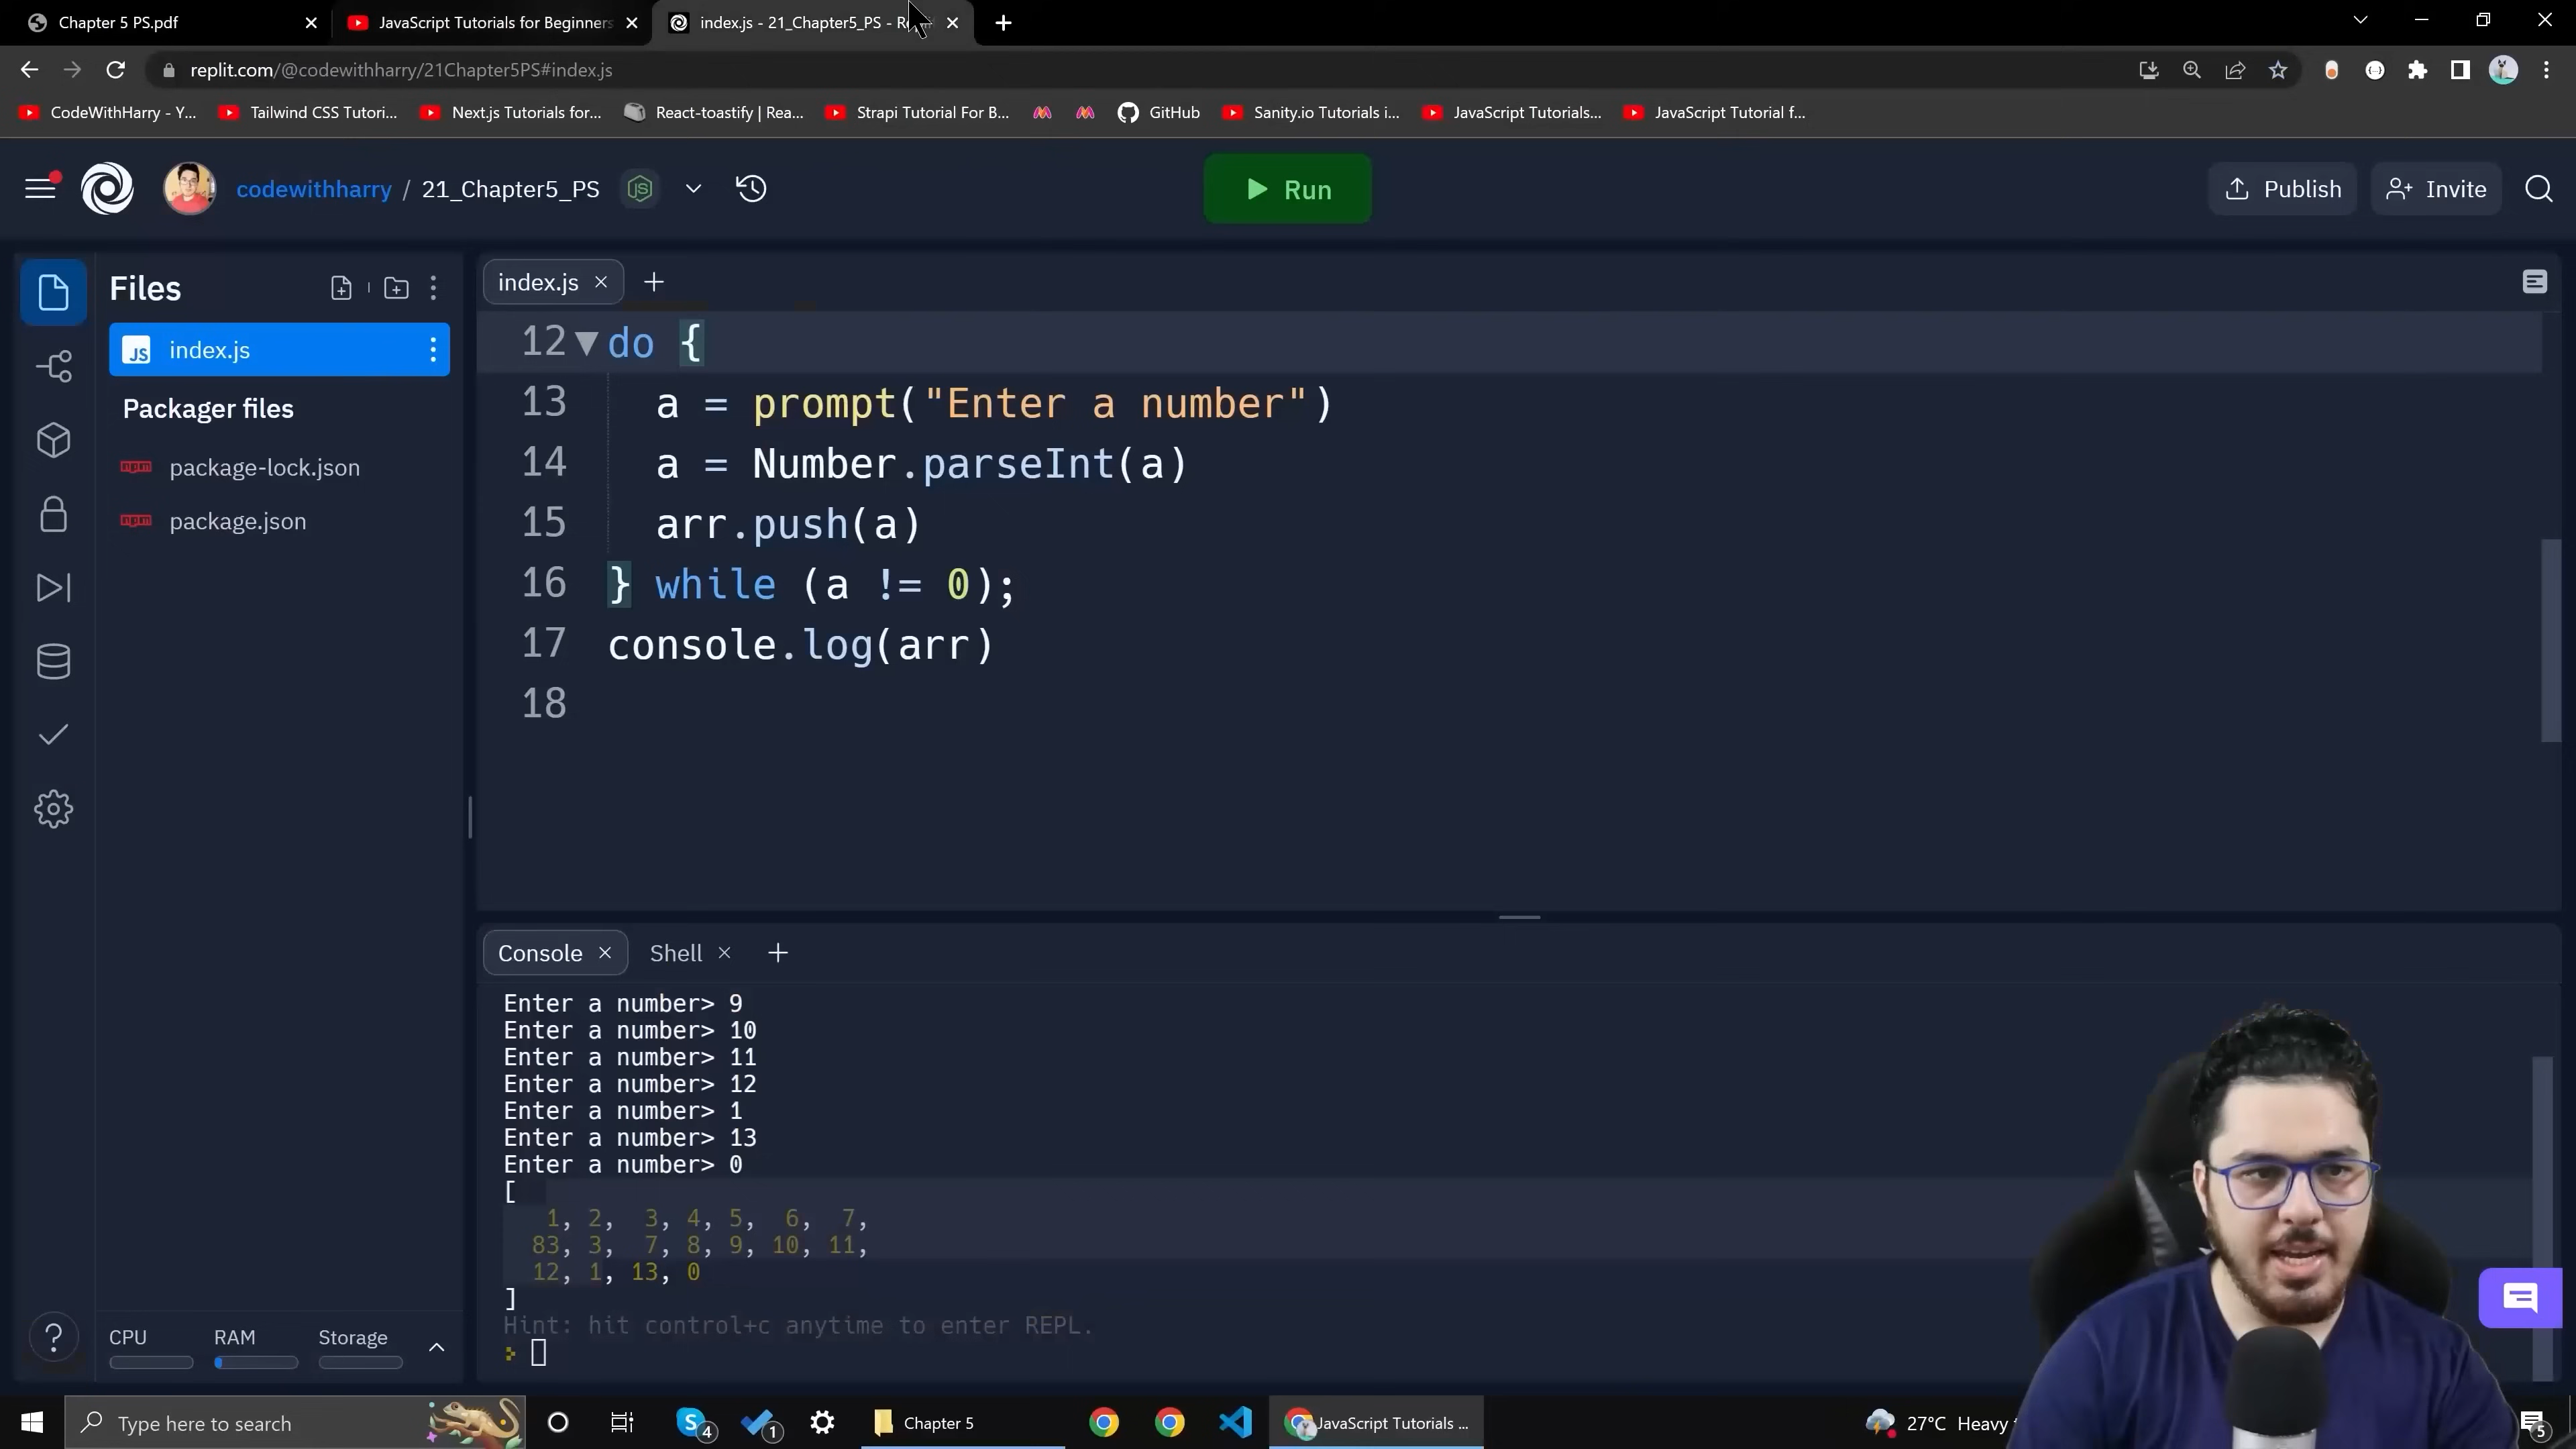 Chapter 5 PS.pdf
JavaScript Tutorials for Beginners
index.js - 21_Chapter5_PS - Re
replit.com/@codewithharry/21Chapter5PS#index.js
CodeWithHarry - Y... Tailwind CSS Tutori... Next.js Tutorials for... React-toastify | Rea... Strapi Tutorial For B... GitHub Sanity.io Tutorials i... JavaScript Tutorials... JavaScript Tutorial f...
codewithharry / 21_Chapter5_PS
Run
Publish
Invite
Files
JS index.js
Packager files
package-lock.json
package.json
index.js
12 do {
13 a = prompt("Enter a number")
14 a = Number.parseInt(a)
15 arr.push(a)
16 } while (a != 0);
17 console.log(arr)
18
Console Shell
Enter a number> 9
Enter a number> 10
Enter a number> 11
Enter a number> 12
Enter a number> 1
Enter a number> 13
Enter a number> 0
[
1, 2, 3, 4, 5, 6, 7,
83, 3, 7, 8, 9, 10, 11,
12, 1, 13, 0
]
Hint: hit control+c anytime to enter REPL.
CPU RAM Storage
Type here to search
4
1
Chapter 5
JavaScript Tutorials ...
27°C Heavy
5